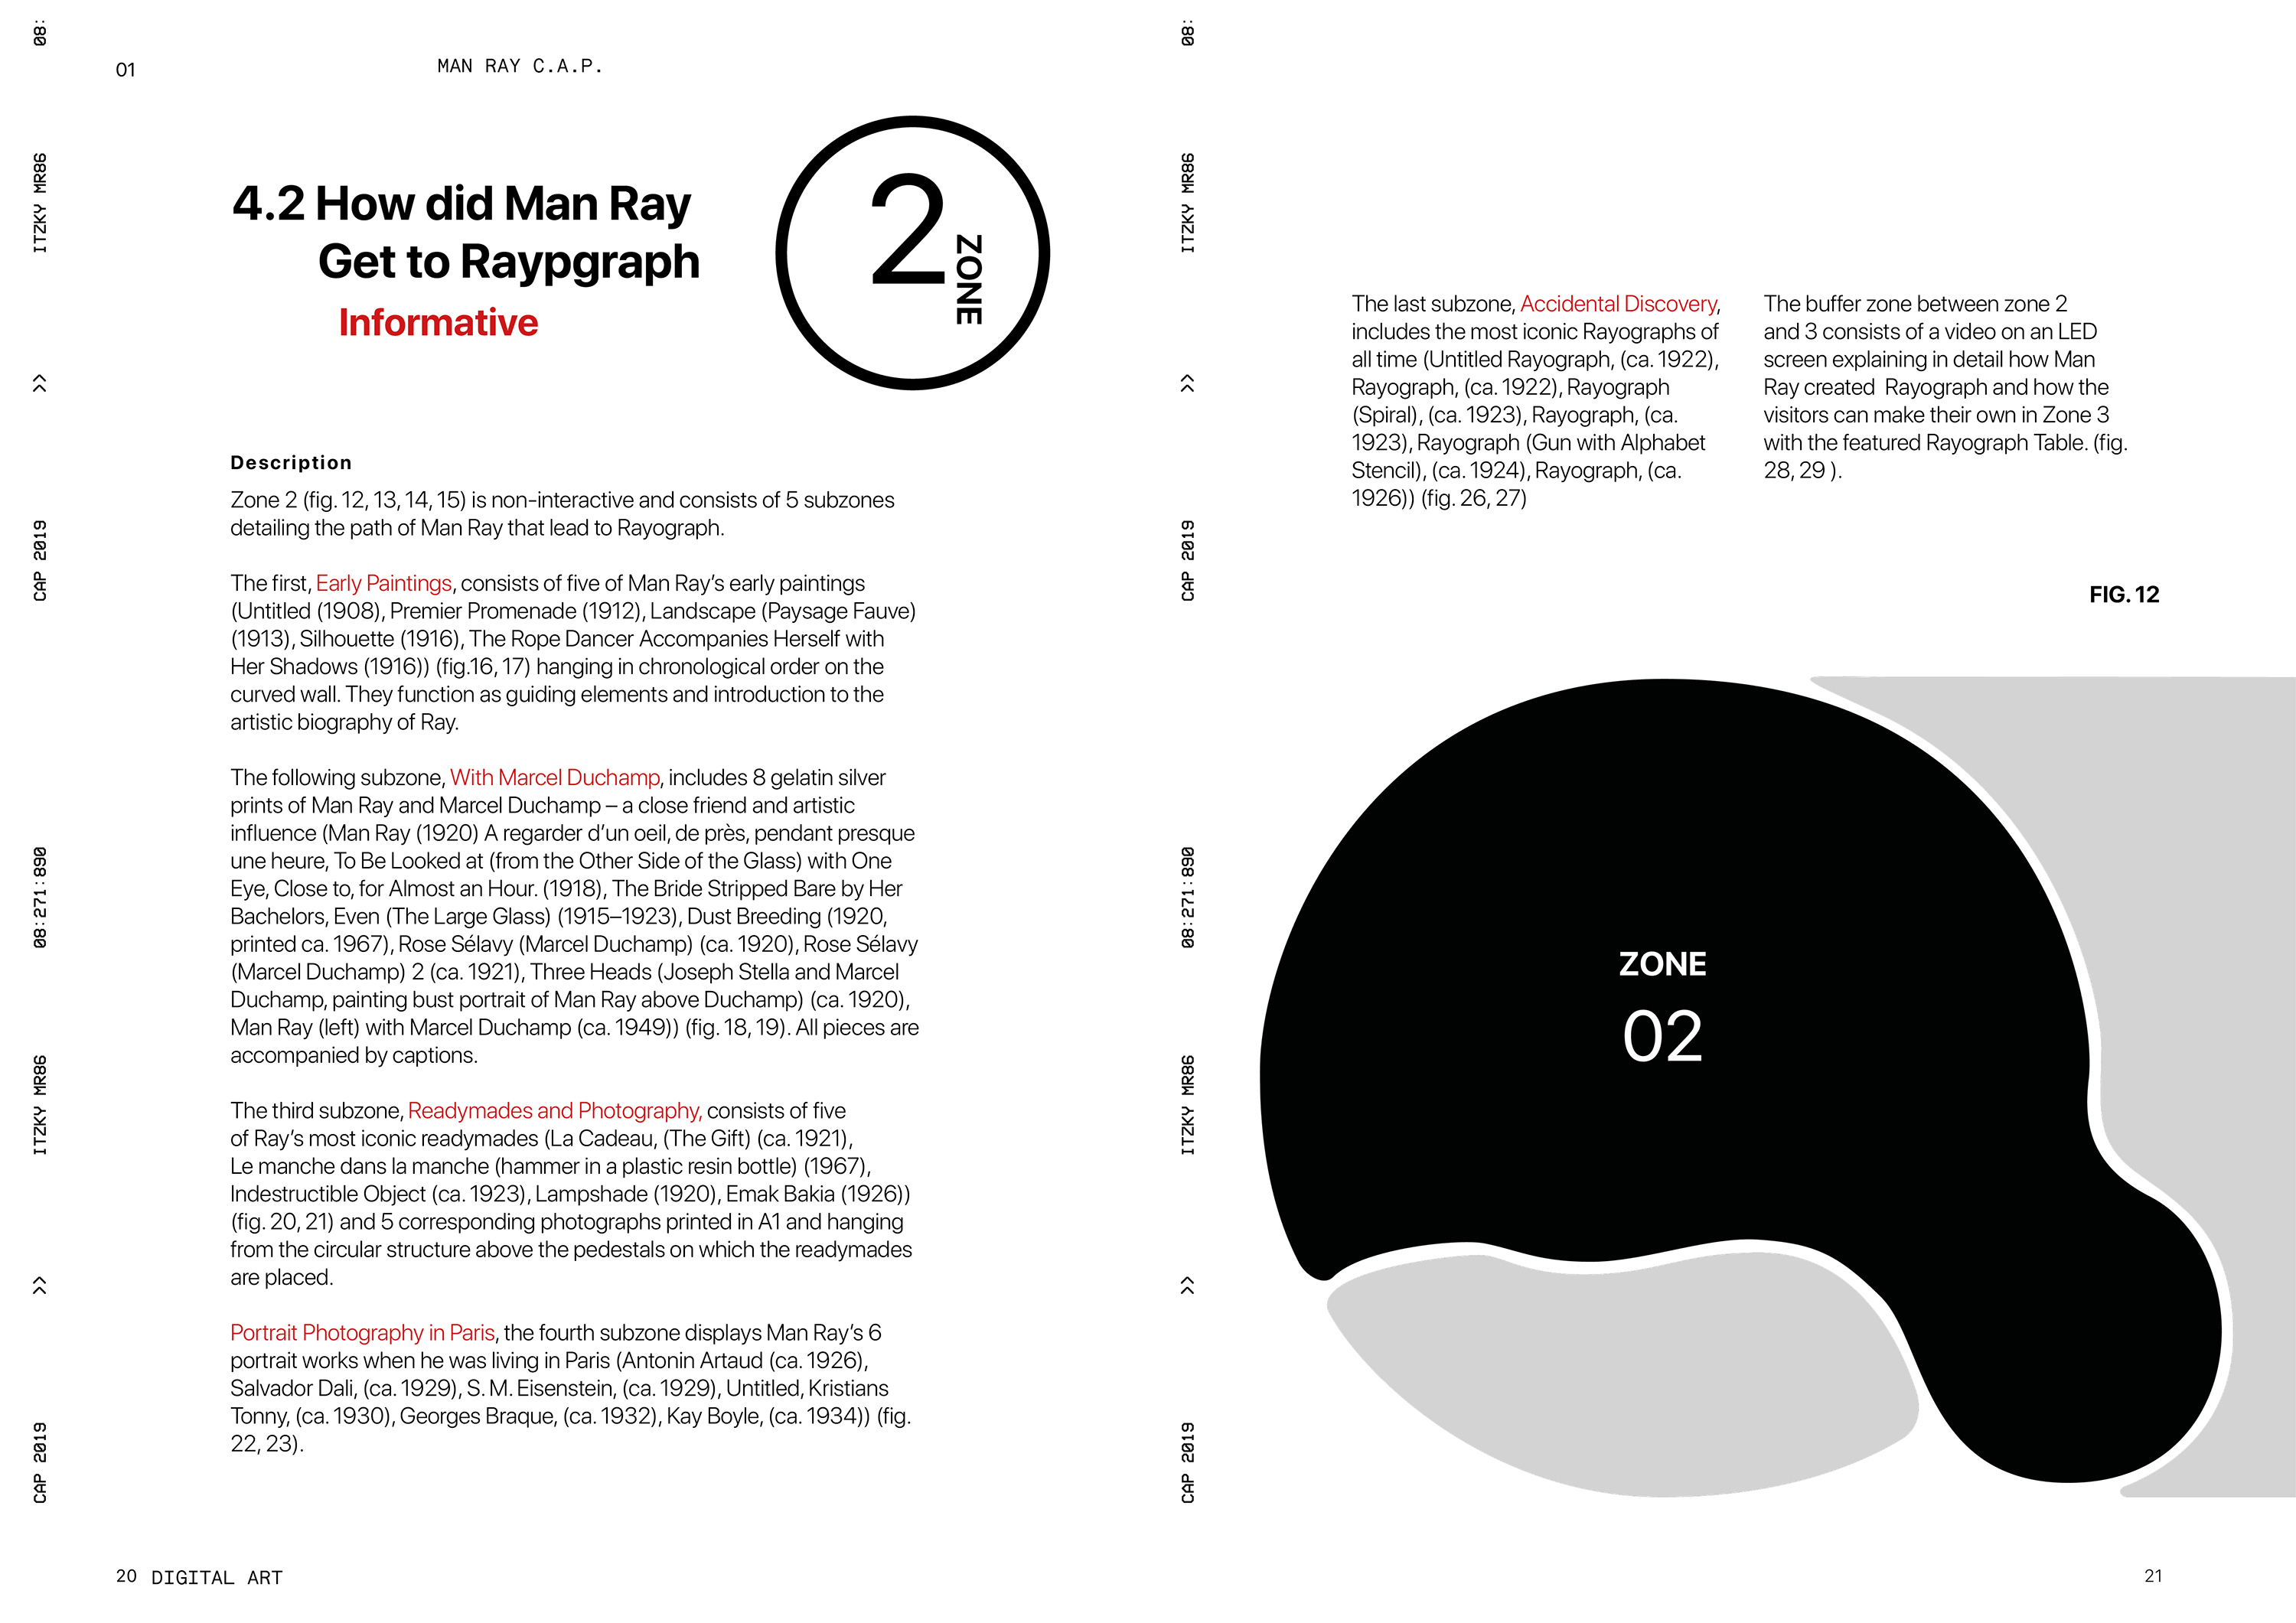 01
MAN RAY C.A.P.
08:
ITZKY MR86
>>
CAP 2019
08:271:890
ITZKY MR86
>>
CAP 2019
4.2 How did Man Ray
Get to Raypgraph
Informative
2
ZONE
Description
Zone 2 (fig. 12, 13, 14, 15) is non-interactive and consists of 5 subzones
detailing the path of Man Ray that lead to Rayograph.
The first, Early Paintings, consists of five of Man Ray’s early paintings
(Untitled (1908), Premier Promenade (1912), Landscape (Paysage Fauve)
(1913), Silhouette (1916), The Rope Dancer Accompanies Herself with
Her Shadows (1916)) (fig.16, 17) hanging in chronological order on the
curved wall. They function as guiding elements and introduction to the
artistic biography of Ray.
The following subzone, With Marcel Duchamp, includes 8 gelatin silver
prints of Man Ray and Marcel Duchamp – a close friend and artistic
influence (Man Ray (1920) A regarder d’un oeil, de près, pendant presque
une heure, To Be Looked at (from the Other Side of the Glass) with One
Eye, Close to, for Almost an Hour. (1918), The Bride Stripped Bare by Her
Bachelors, Even (The Large Glass) (1915–1923), Dust Breeding (1920,
printed ca. 1967), Rose Sélavy (Marcel Duchamp) (ca. 1920), Rose Sélavy
(Marcel Duchamp) 2 (ca. 1921), Three Heads (Joseph Stella and Marcel
Duchamp, painting bust portrait of Man Ray above Duchamp) (ca. 1920),
Man Ray (left) with Marcel Duchamp (ca. 1949)) (fig. 18, 19). All pieces are
accompanied by captions.
The third subzone, Readymades and Photography, consists of five
of Ray’s most iconic readymades (La Cadeau, (The Gift) (ca. 1921),
Le manche dans la manche (hammer in a plastic resin bottle) (1967),
Indestructible Object (ca. 1923), Lampshade (1920), Emak Bakia (1926))
(fig. 20, 21) and 5 corresponding photographs printed in A1 and hanging
from the circular structure above the pedestals on which the readymades
are placed.
Portrait Photography in Paris, the fourth subzone displays Man Ray’s 6
portrait works when he was living in Paris (Antonin Artaud (ca. 1926),
Salvador Dali, (ca. 1929), S. M. Eisenstein, (ca. 1929), Untitled, Kristians
Tonny, (ca. 1930), Georges Braque, (ca. 1932), Kay Boyle, (ca. 1934)) (fig.
22, 23).
20 DIGITAL ART
08:
ITZKY MR86
>>
CAP 2019
08:271:890
ITZKY MR86
>>
CAP 2019
The last subzone, Accidental Discovery,
includes the most iconic Rayographs of
all time (Untitled Rayograph, (ca. 1922),
Rayograph, (ca. 1922), Rayograph
(Spiral), (ca. 1923), Rayograph, (ca.
1923), Rayograph (Gun with Alphabet
Stencil), (ca. 1924), Rayograph, (ca.
1926)) (fig. 26, 27)
The buffer zone between zone 2
and 3 consists of a video on an LED
screen explaining in detail how Man
Ray created  Rayograph and how the
visitors can make their own in Zone 3
with the featured Rayograph Table. (fig.
28, 29 ).
FIG. 12
ZONE
02
21